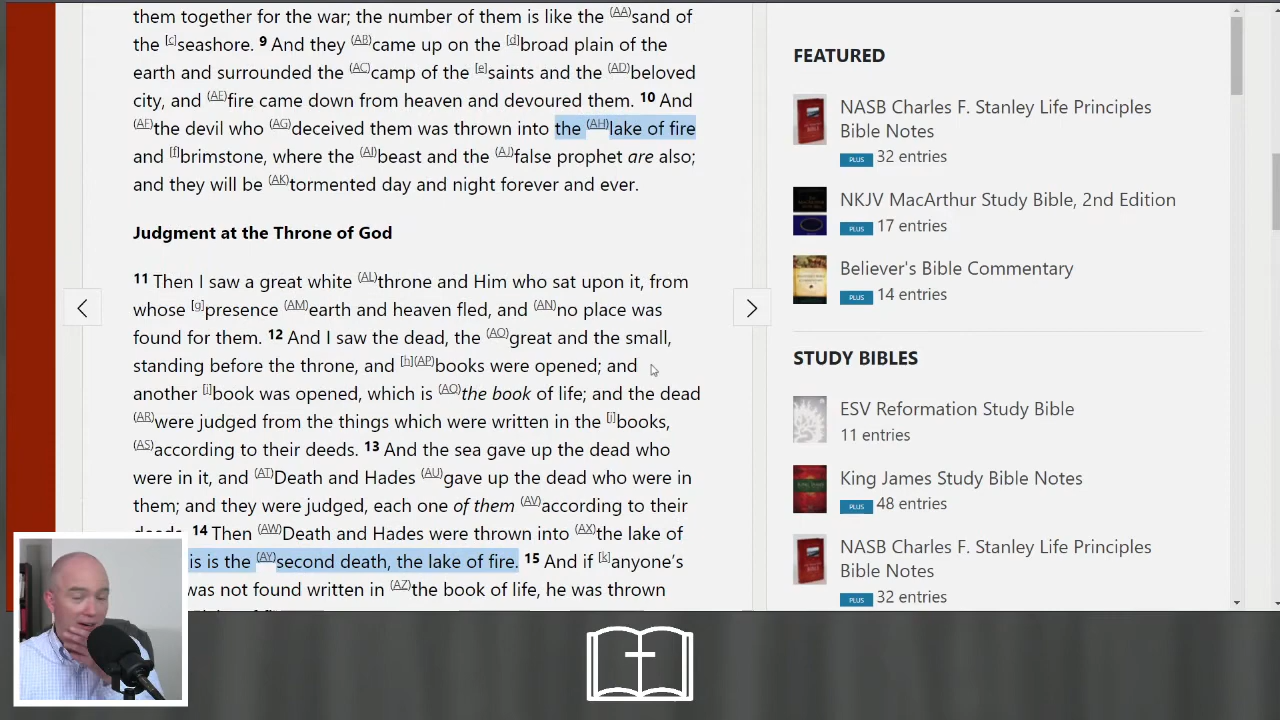 them together for the war; the number of them is like the (AA)sand of
the [c]seashore. 9 And they (AB)came up on the [d]broad plain of the
earth and surrounded the (AC)camp of the [e]saints and the (AD)beloved
city, and (AE)fire came down from heaven and devoured them. 10 And
(AF)the devil who (AG)deceived them was thrown into the (AH)lake of fire
and [f]brimstone, where the (AI)beast and the (AJ)false prophet are also;
and they will be (AK)tormented day and night forever and ever.
Judgment at the Throne of God
11 Then I saw a great white (AL)throne and Him who sat upon it, from
whose [g]presence (AM)earth and heaven fled, and (AN)no place was
found for them. 12 And I saw the dead, the (AO)great and the small,
standing before the throne, and [h](AP)books were opened; and
another [i]book was opened, which is (AQ)the book of life; and the dead
(AR)were judged from the things which were written in the [j]books,
(AS)according to their deeds. 13 And the sea gave up the dead who
were in it, and (AT)Death and Hades (AU)gave up the dead who were in
them; and they were judged, each one of them (AV)according to their
deeds. 14 Then (AW)Death and Hades were thrown into (AX)the lake of
is is the (AY)second death, the lake of fire. 15 And if [k]anyone's
was not found written in (AZ)the book of life, he was thrown
FEATURED
NASB Charles F. Stanley Life Principles
Bible Notes
PLUS 32 entries
NKJV MacArthur Study Bible, 2nd Edition
PLUS 17 entries
Believer's Bible Commentary
PLUS 14 entries
STUDY BIBLES
ESV Reformation Study Bible
11 entries
King James Study Bible Notes
PLUS 48 entries
NASB Charles F. Stanley Life Principles
Bible Notes
PLUS 32 entries